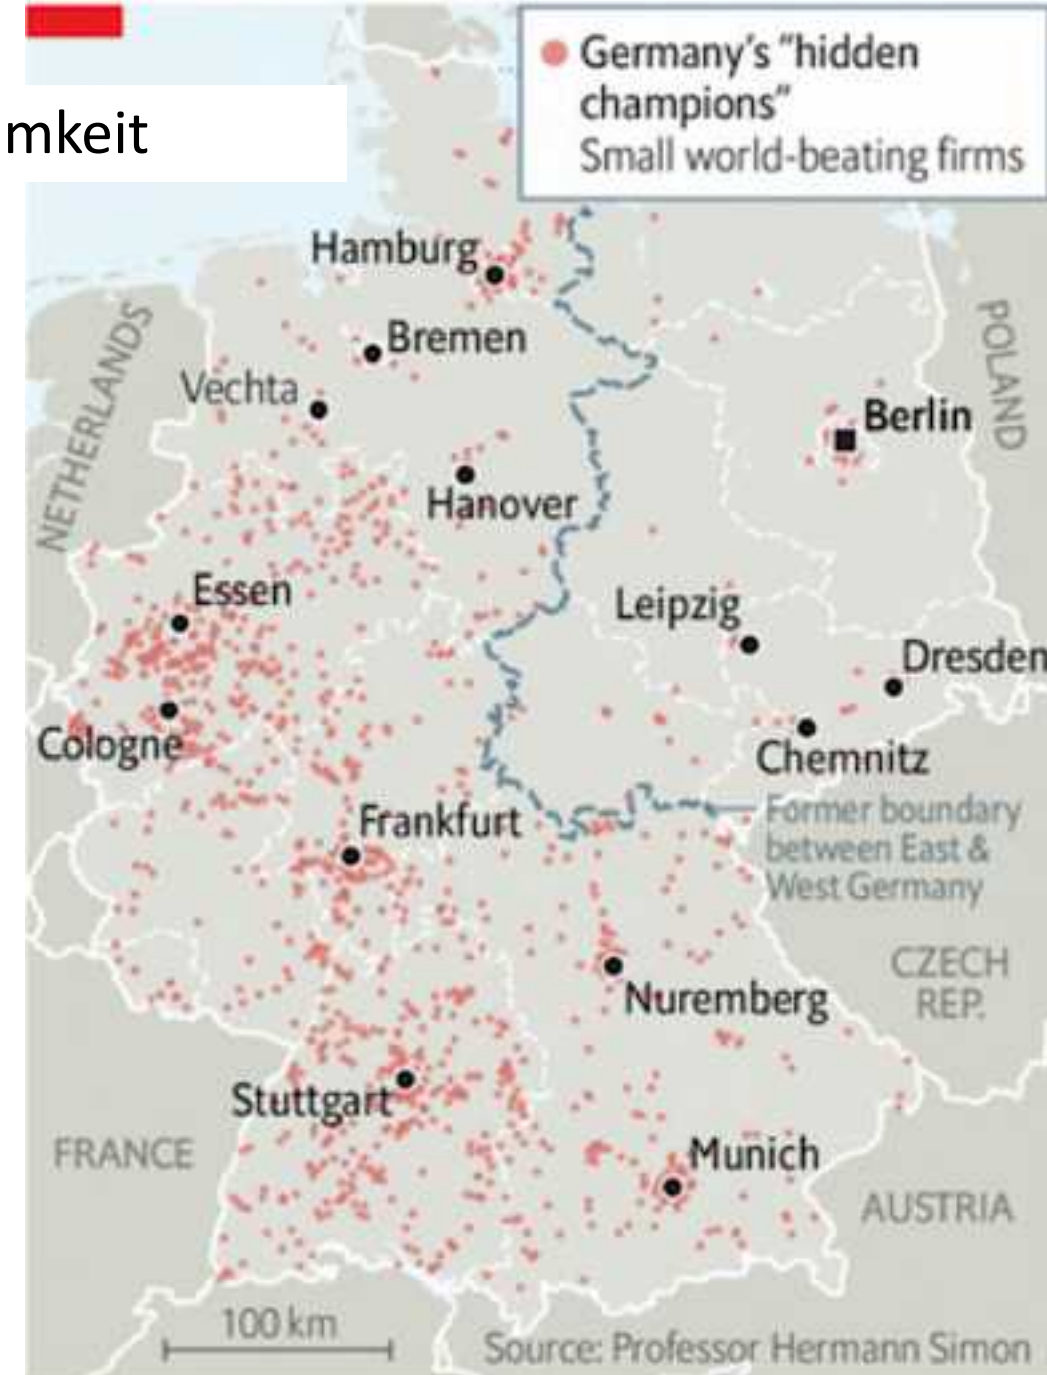 Germany's "hidden
champions"
Small world-beating firms
mkeit
Hamburg
Bremen
Vechta
NETHERLANDS
POLAND
Berlin
Hanover
Essen
Leipzig
Dresden
Cologne
Chemnitz
Frankfurt
Former boundary
between East &
West Germany
CZECH
REP.
Nuremberg
Stuttgart
FRANCE
Munich
AUSTRIA
100 km
Source: Professor Hermann Simon